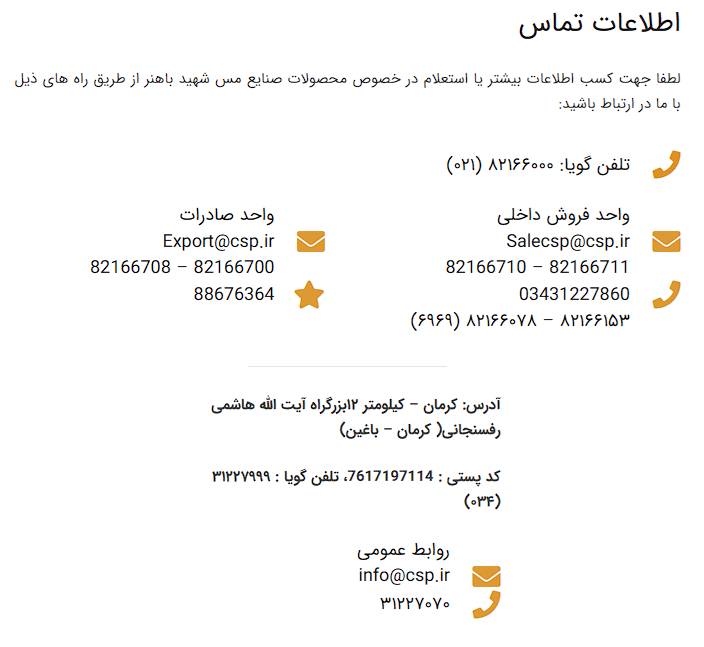 اطلاعات تماس
لطفا جهت کسب اطلاعات بیشتر یا استعلام در خصوص محصولات صنایع مس شهید باهنر از طریق راه های ذیل
با ما در ارتباط باشید:
تلفن گویا: ۸۲۱۶۶۰۰۰ (۰۲۱)
واحد فروش داخلی
Salecsp@csp.ir
82166710 – 82166711
03431227860
۸۲۱۶۶۱۵۳ – ۸۲۱۶۶۰۷۸ (۶۹۶۹)
واحد صادرات
Export@csp.ir
82166708 – 82166700
88676364
آدرس: کرمان – کیلومتر ۱۲بزرگراه آیت الله هاشمی
رفسنجانی( کرمان – باغین)
کد پستی : 7617197114، تلفن گویا : ۳۱۲۲۷۹۹۹
(۰۳۴)
روابط عمومی
info@csp.ir
۳۱۲۲۷۰۷۰